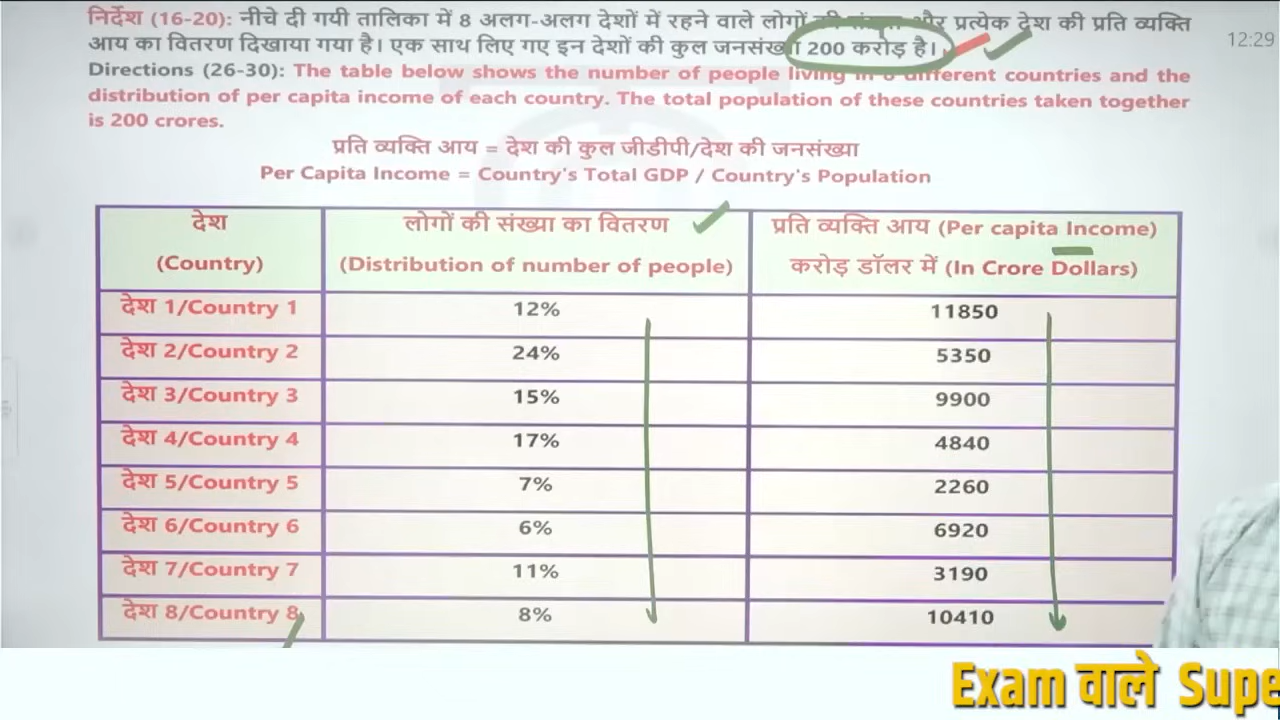 निर्देश (16-20): नीचे दी गयी तालिका में 8 अलग-अलग देशों में रहने वाले लोगों की संख्या और प्रत्येक देश की प्रति व्यक्ति
आय का वितरण दिखाया गया है। एक साथ लिए गए इन देशों की कुल जनसंख्या 200 करोड़ है।
12:29
Directions (26-30): The table below shows the number of people living in 8 different countries and the
distribution of per capita income of each country. The total population of these countries taken together
is 200 crores.
प्रति व्यक्ति आय = देश की कुल जीडीपी/देश की जनसंख्या
Per Capita Income = Country's Total GDP / Country's Population
देश लोगों की संख्या का वितरण प्रति व्यक्ति आय (Per capita Income)
(Country) (Distribution of number of people) करोड़ डॉलर में (In Crore Dollars)
देश 1/Country 1 12% 11850
देश 2/Country 2 24% 5350
देश 3/Country 3 15% 9900
देश 4/Country 4 17% 4840
देश 5/Country 5 7% 2260
देश 6/Country 6 6% 6920
देश 7/Country 7 11% 3190
देश 8/Country 8 8% 10410
Exam वाले Supe